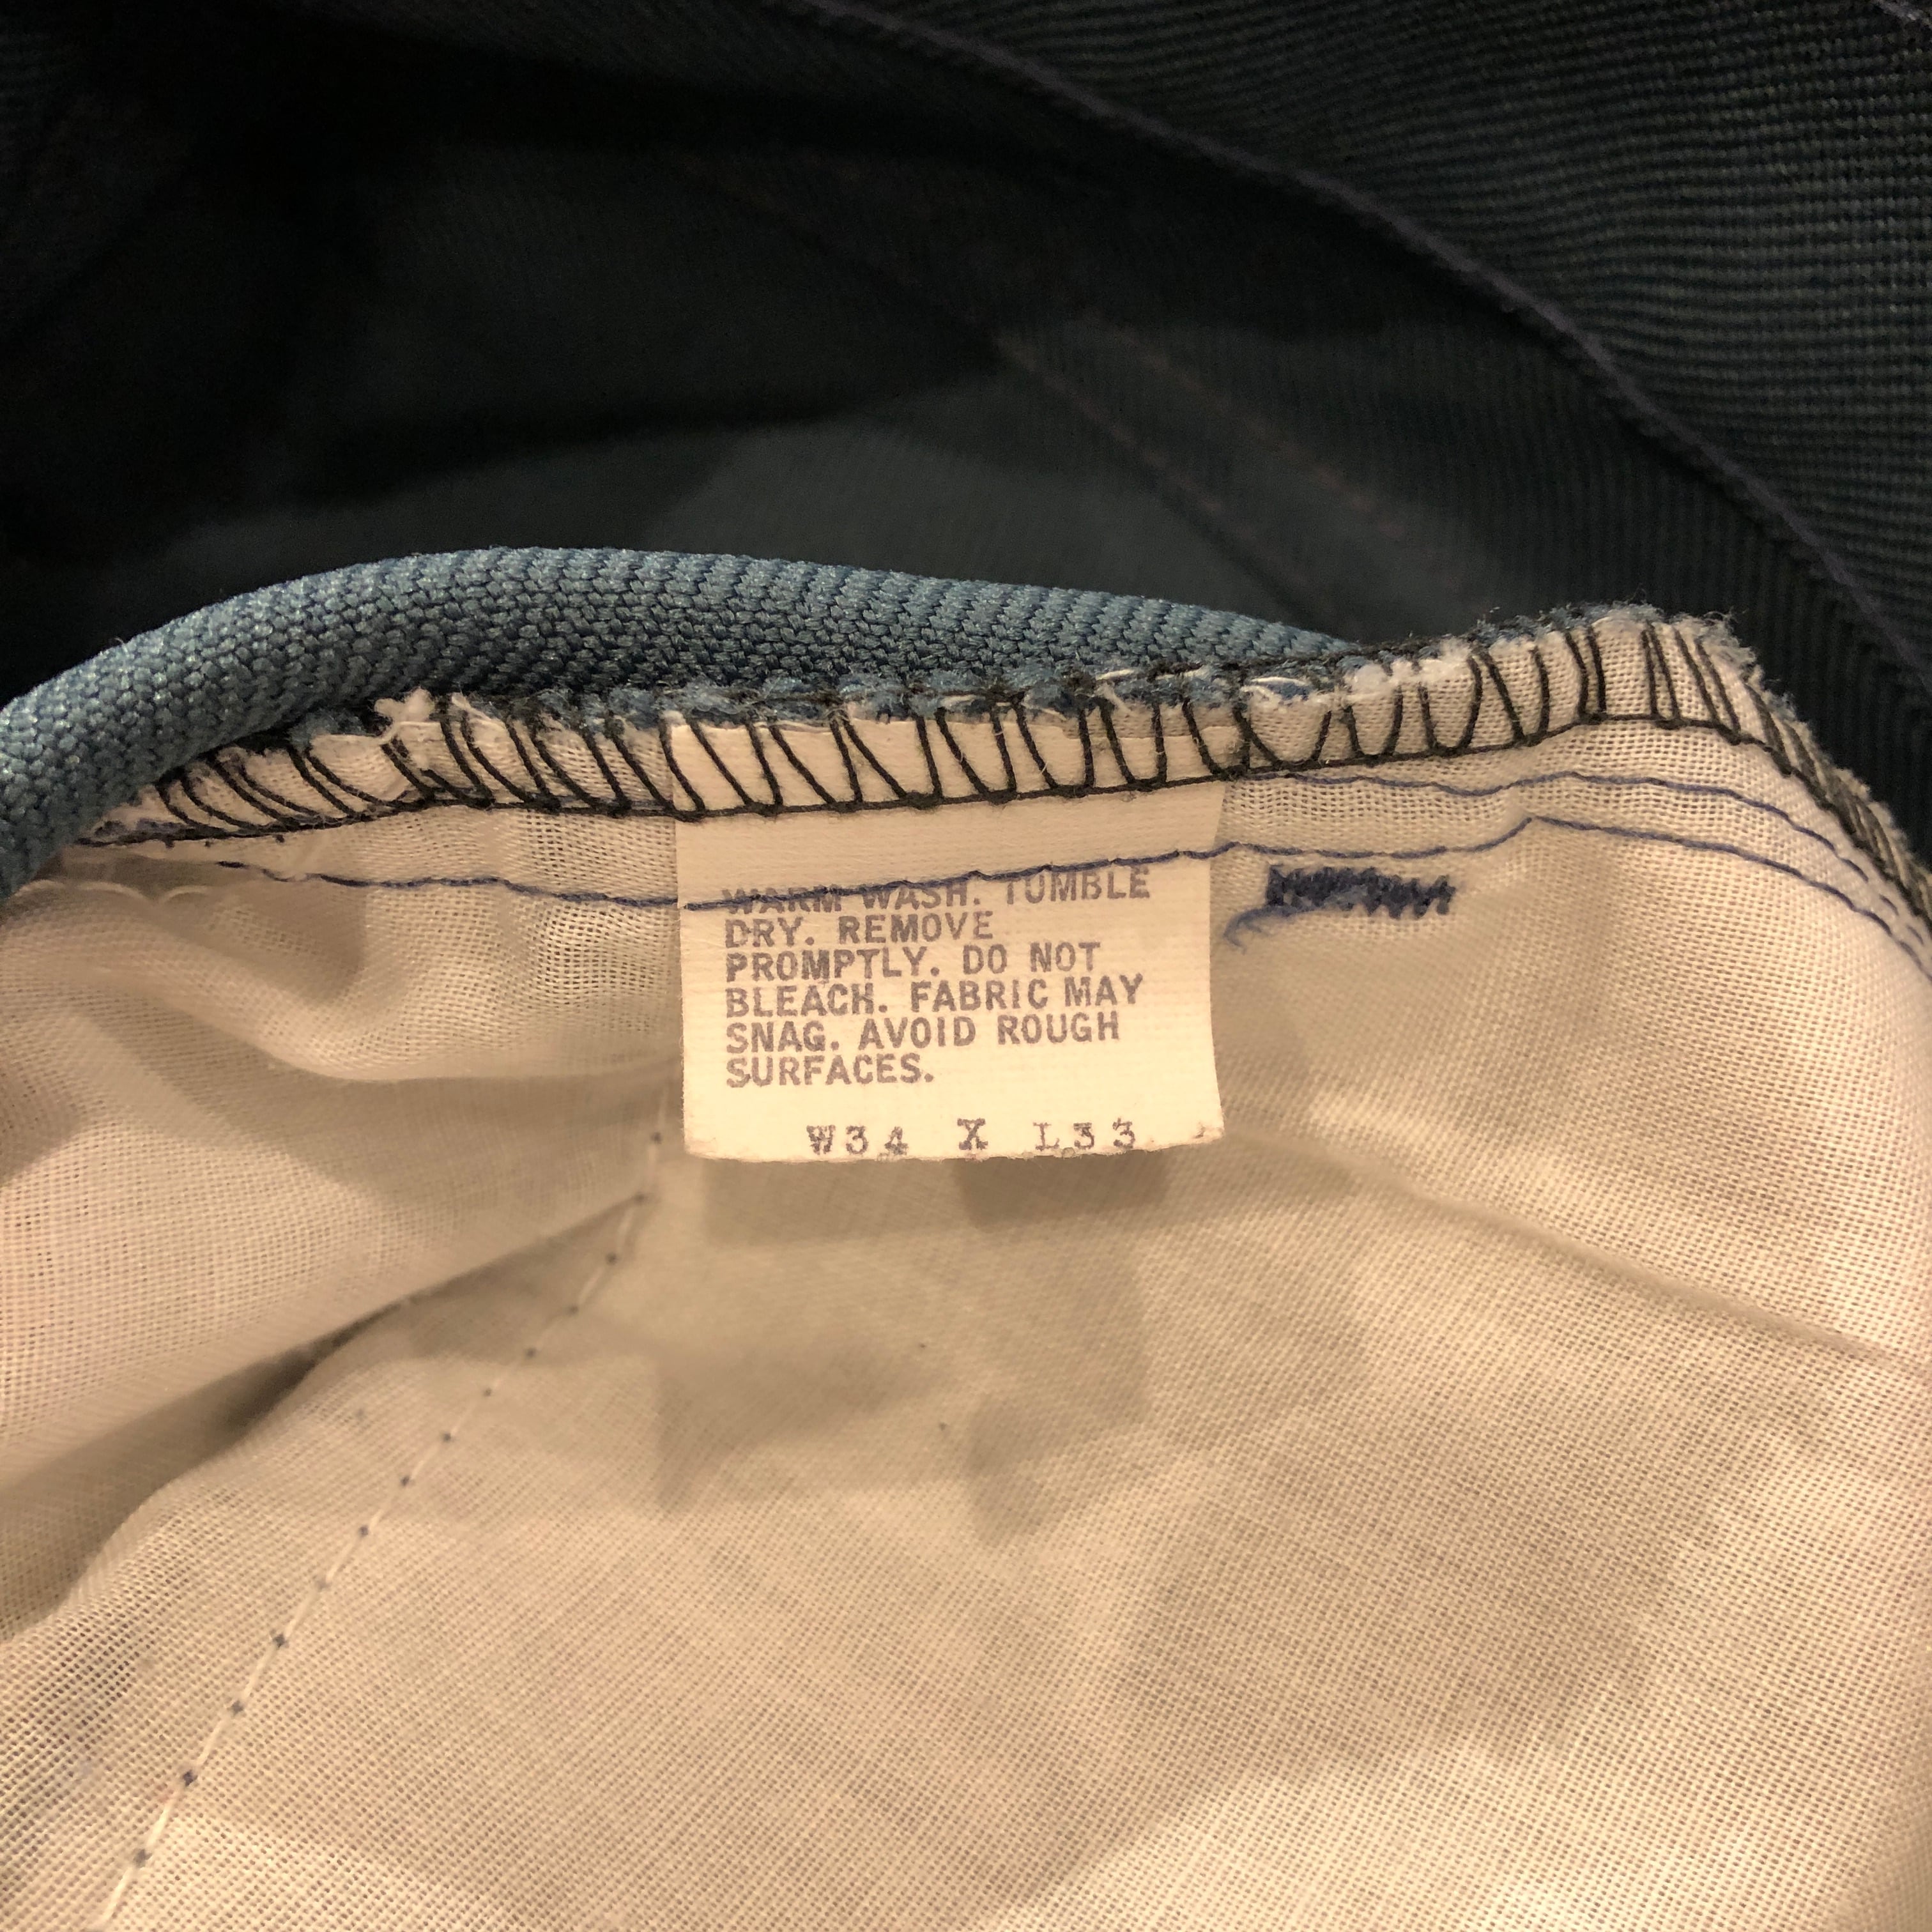 WARM WASH. TUMBLE
DRY. REMOVE
PROMPTLY. DO NOT
BLEACH. FABRIC MAY
SNAG. AVOID ROUGH
SURFACES.
W34 X L33